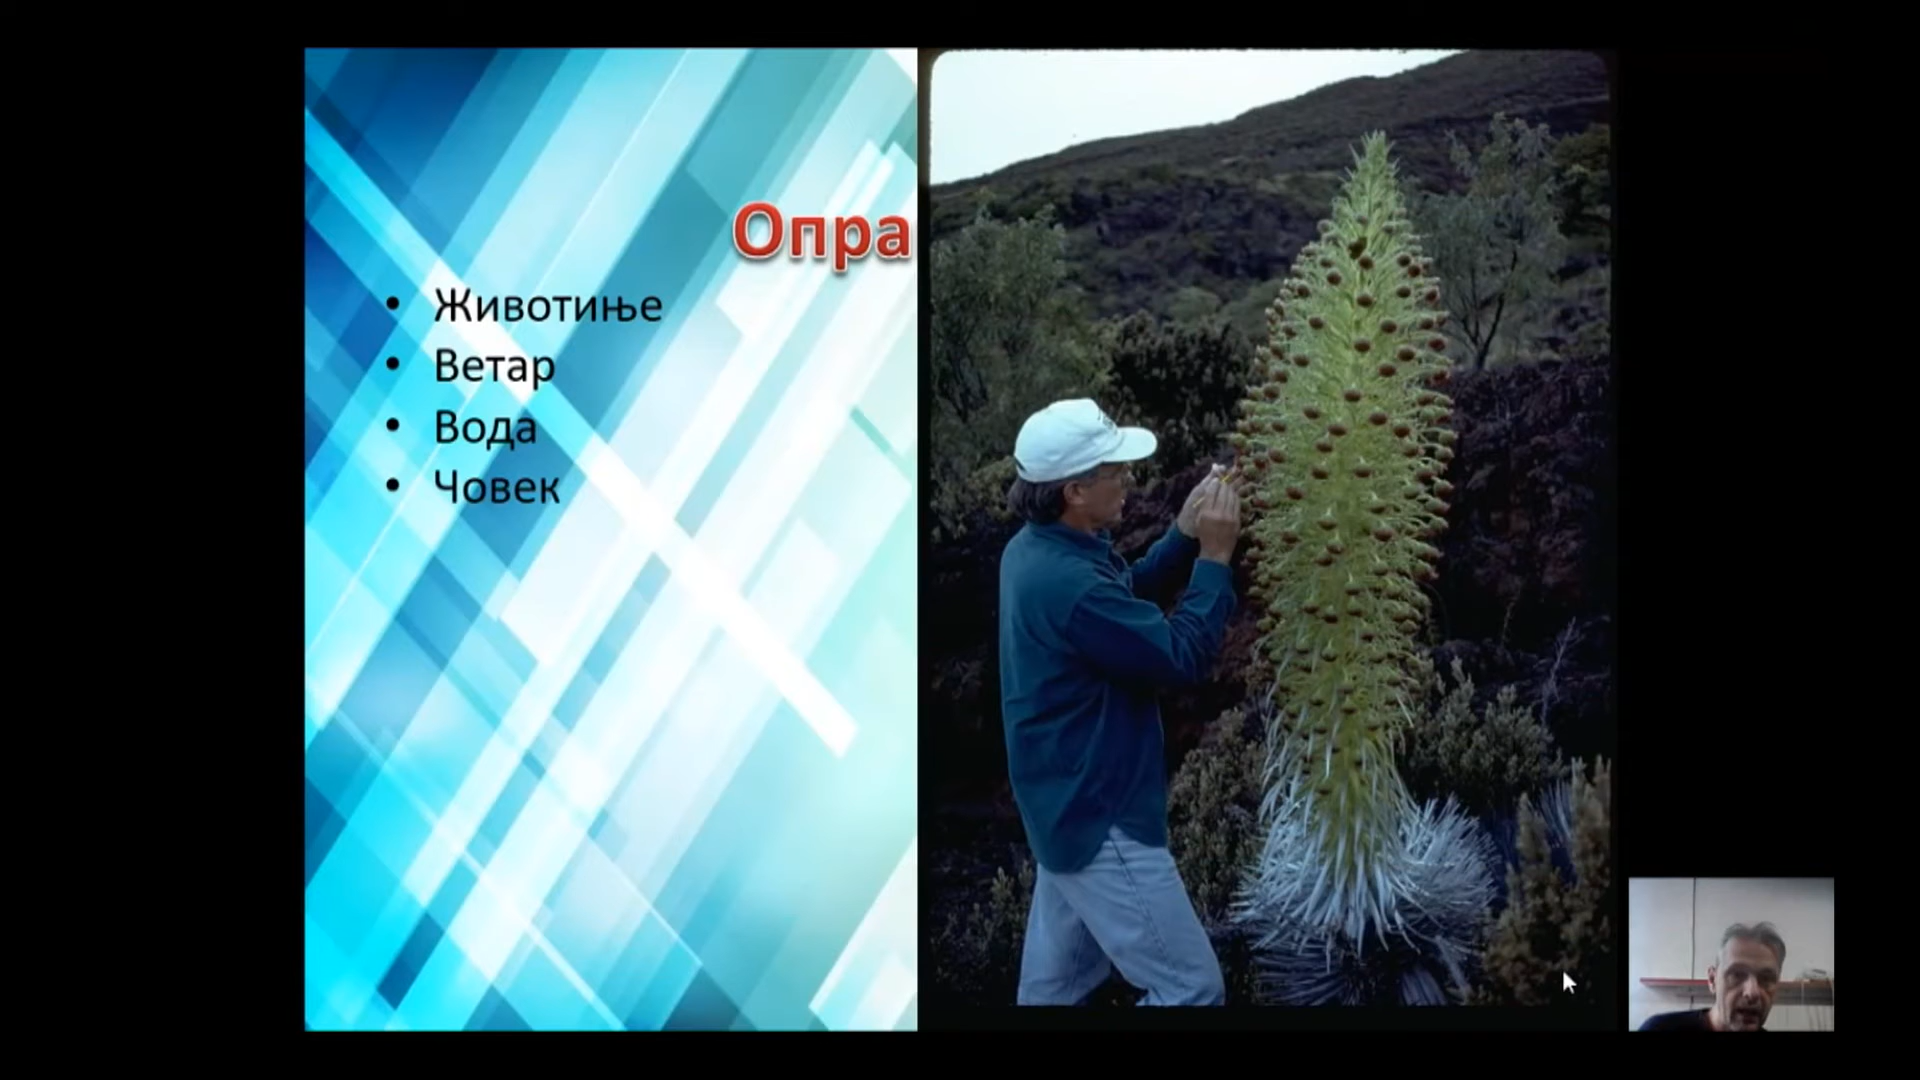 Опра
Животиње
Ветар
Вода
Човек